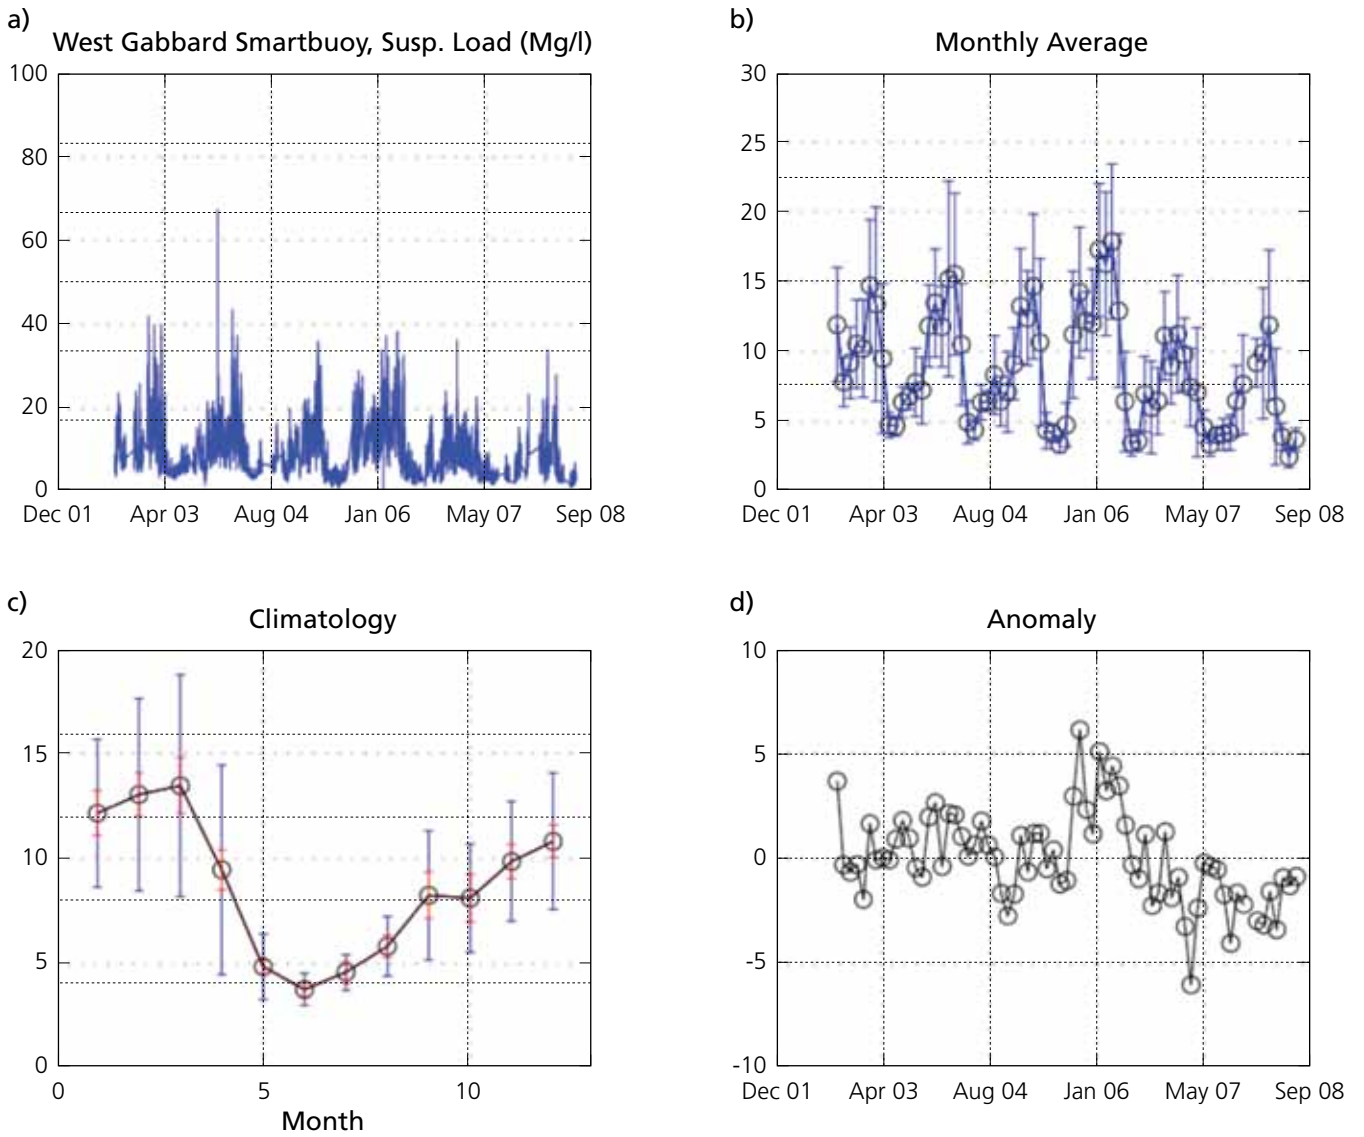 a)
West Gabbard Smartbuoy, Susp. Load (Mg/l)
100
80
60
40
20
0
Dec 01 Apr 03 Aug 04 Jan 06 May 07 Sep 08
b)
Monthly Average
30
25
20
15
10
5
0
Dec 01 Apr 03 Aug 04 Jan 06 May 07 Sep 08
c)
Climatology
20
15
10
5
0
0 5 10
Month
d)
Anomaly
10
5
0
-5
-10
Dec 01 Apr 03 Aug 04 Jan 06 May 07 Sep 08